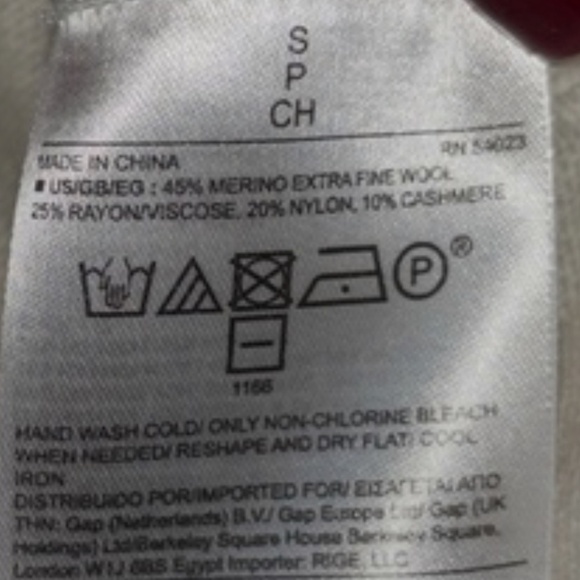 S
P
CH
RN 54023
MADE IN CHINA
US/GB/EG : 45% MERINO EXTRA FINE WOOL
25% RAYON/VISCOSE, 20% NYLON, 10% CASHMERE
P ®
1166
HAND WASH COLD/ ONLY NON-CHLORINE BLEACH
WHEN NEEDED/ RESHAPE AND DRY FLAT/ COOL
IRON
DISTRIBUIDO POR/IMPORTED FOR/ ΕΙΣΑΓΕΤΑΙ ΑΠΟ
ΤΗΝ: Gap (Netherlands) B.V./ Gap Europe Ltd/ Gap (UK
Holdings) Ltd/Berkeley Square House Berkeley Square,
London W1J 6BS Egypt Importer: RIGE, LLC